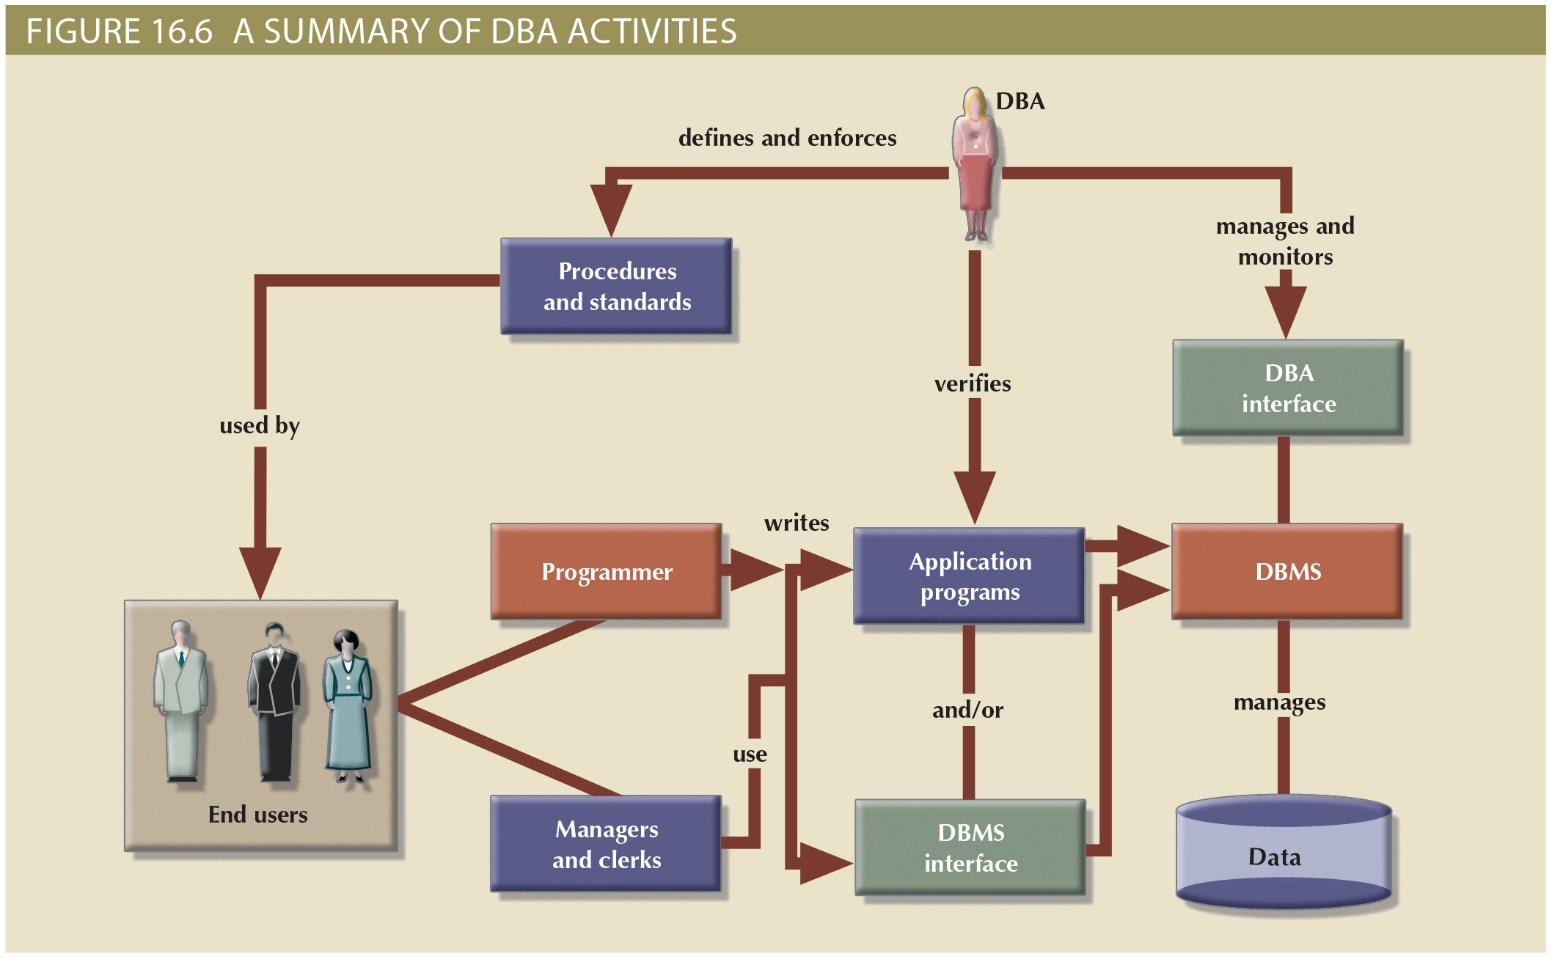 FIGURE 16.6 A SUMMARY OF DBA ACTIVITIES
DBA
defines and enforces
manages and
monitors
Procedures
and standards
verifies
DBA
interface
used by
writes
Programmer
Application
programs
DBMS
and/or
manages
use
End users
Managers
and clerks
DBMS
interface
Data